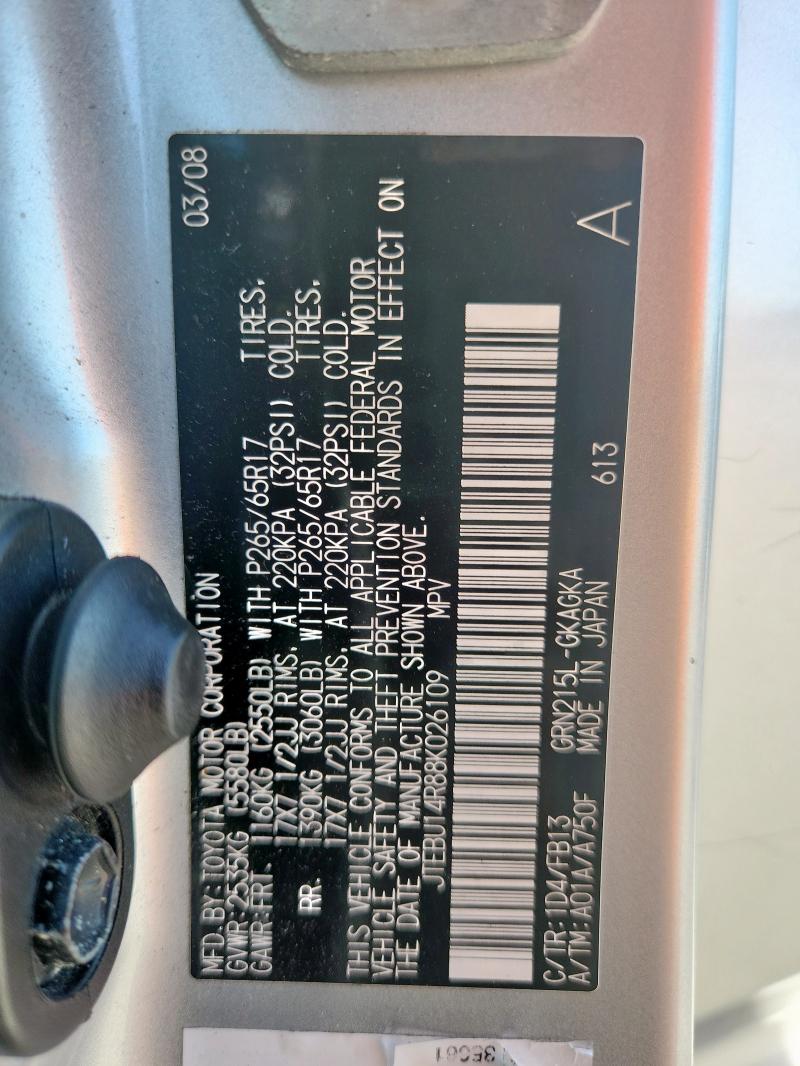 MFD. BY: TOYOTA MOTOR CORPORATION 03/08
GVWR: 2535KG (5580LB)
GAWR: FRT. 1160KG (2550LB) WITH P265/65R17 TIRES,
17X7 1/2JJ RIMS, AT 220KPA (32PSI) COLD.
RR. 1390KG (3060LB) WITH P265/65R17 TIRES,
17X7 1/2JJ RIMS, AT 220KPA (32PSI) COLD.
THIS VEHICLE CONFORMS TO ALL APPLICABLE FEDERAL MOTOR
VEHICLE SAFETY AND THEFT PREVENTION STANDARDS IN EFFECT ON
THE DATE OF MANUFACTURE SHOWN ABOVE.
JTEBU14R88K026109 MPV
C/TR: 1D4/FB13 GRN215L-GKAGKA
A/TM: A01A/A750F MADE IN JAPAN 613 A